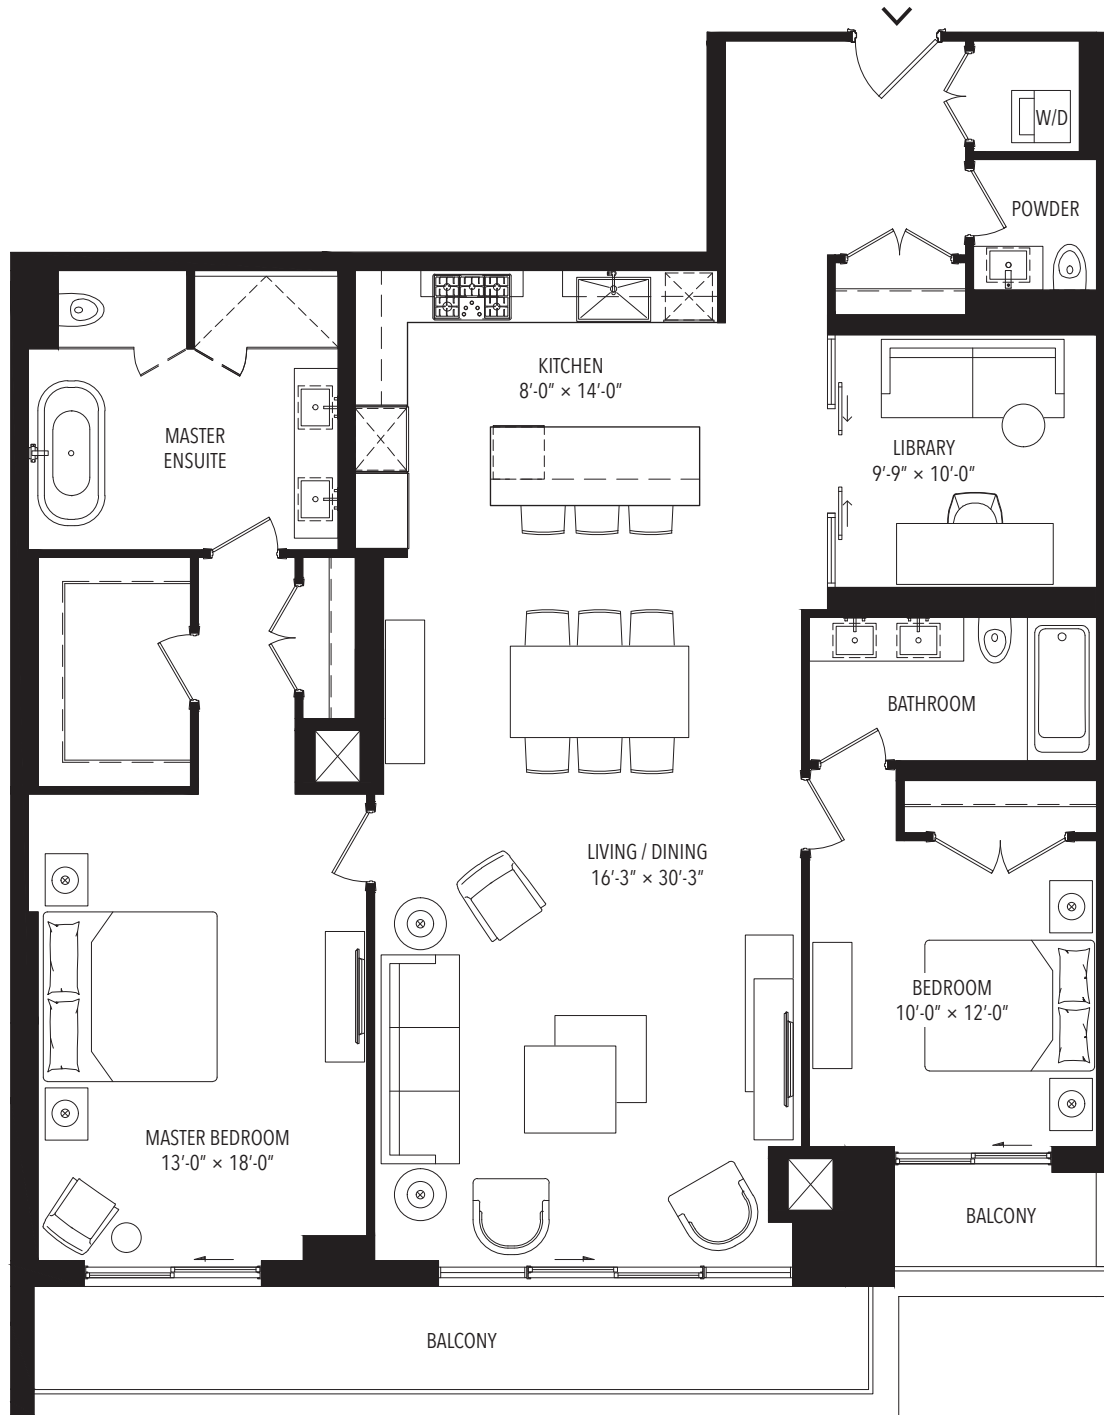 W/D
POWDER
KITCHEN
8'-0" × 14'-0"
MASTER
ENSUITE
LIBRARY
9'-9" × 10'-0"
BATHROOM
LIVING / DINING
16'-3" × 30'-3"
BEDROOM
10'-0" × 12'-0"
MASTER BEDROOM
13'-0" × 18'-0"
BALCONY
BALCONY